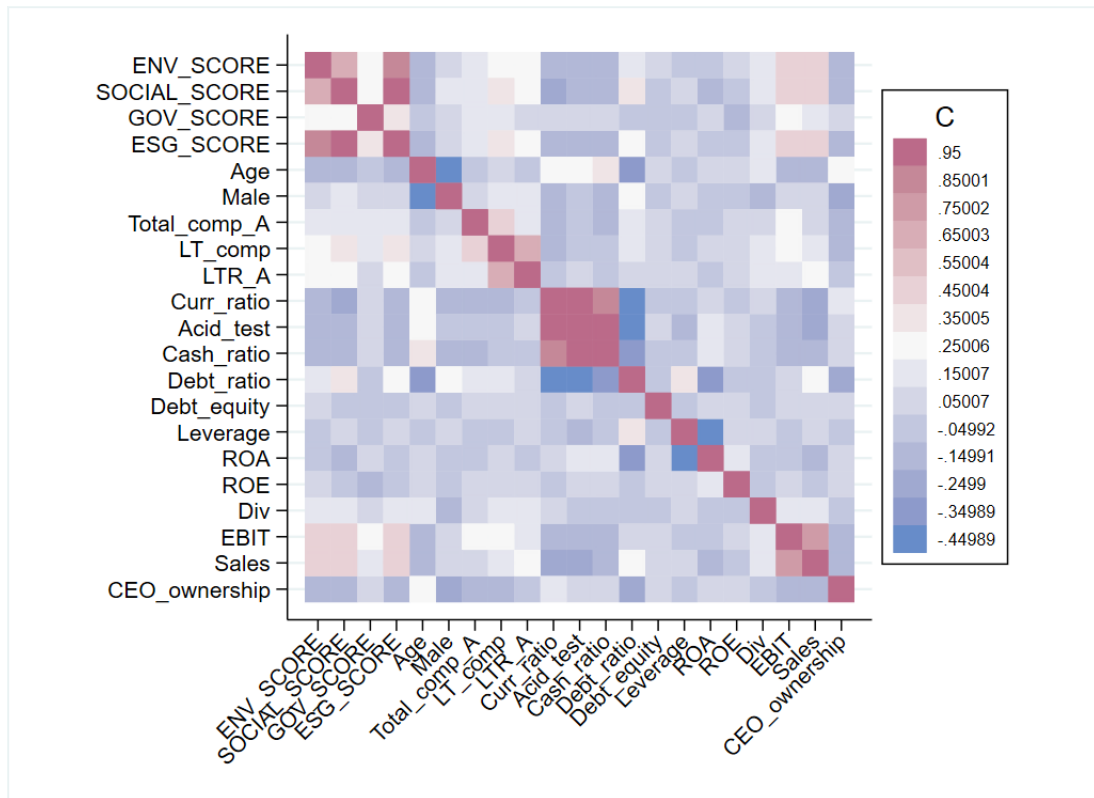 ENV_SCORE
SOCIAL_SCORE
GOV_SCORE
ESG_SCORE
Age
Male
Total_comp_A
LT_comp
LTR_A
Curr_ratio
Acid_test
Cash_ratio
Debt_ratio
Debt_equity
Leverage
ROA
ROE
Div
EBIT
Sales
CEO_ownership
C
.95
.85001
.75002
.65003
.55004
.45004
.35005
.25006
.15007
.05007
-.04992
-.14991
-.2499
-.34989
-.44989
ENV_SCORE
SOCIAL_SCORE
GOV_SCORE
ESG_SCORE
Age
Male
Total_comp_A
LT_comp
LTR_A
Curr_ratio
Acid_test
Cash_ratio
Debt_ratio
Debt_equity
Leverage
ROA
ROE
Div
EBIT
Sales
CEO_ownership